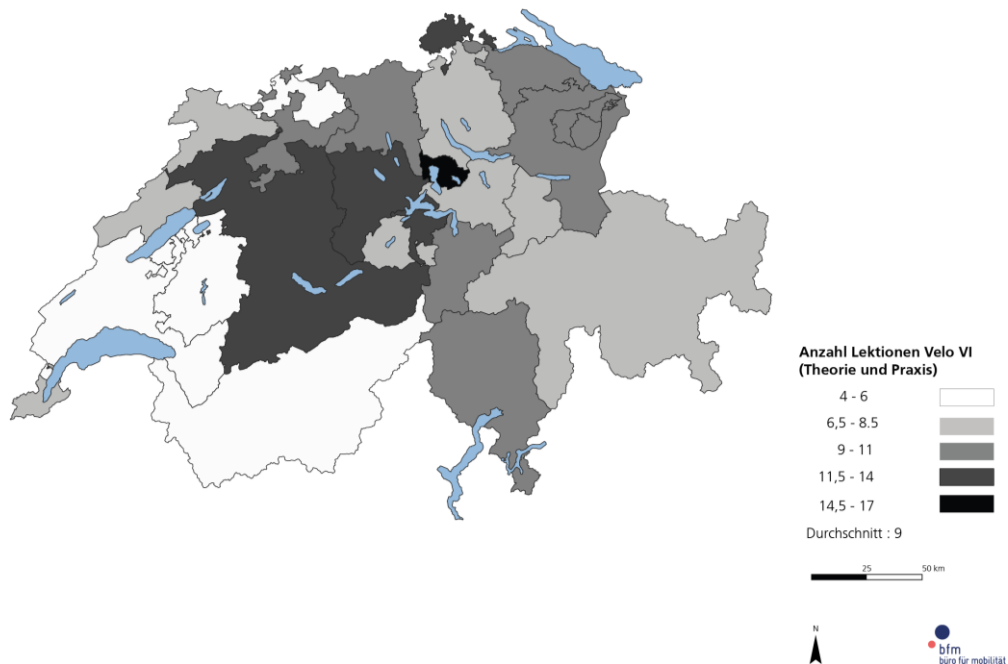 Anzahl Lektionen Velo VI
(Theorie und Praxis)
4 - 6
6,5 - 8.5
9 - 11
11,5 - 14
14,5 - 17
Durchschnitt : 9
25 50 km
N
bfm
büro für mobilität